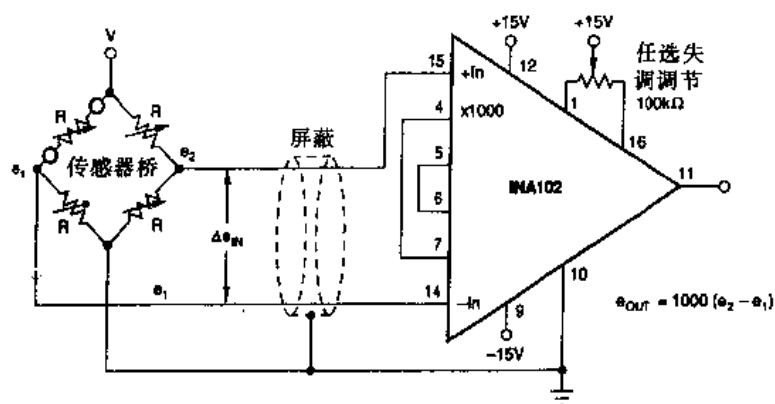 +15V
+15V
V
12
任选失
调调节
100kΩ
15
+In
4
x1000
1
16
R
R
e₁
传感器桥
e₂
屏蔽
5
6
INA102
11
R
R
ΔeIN
7
e₁
14
−In
10
9
eOUT = 1000 (e₂ − e₁)
−15V